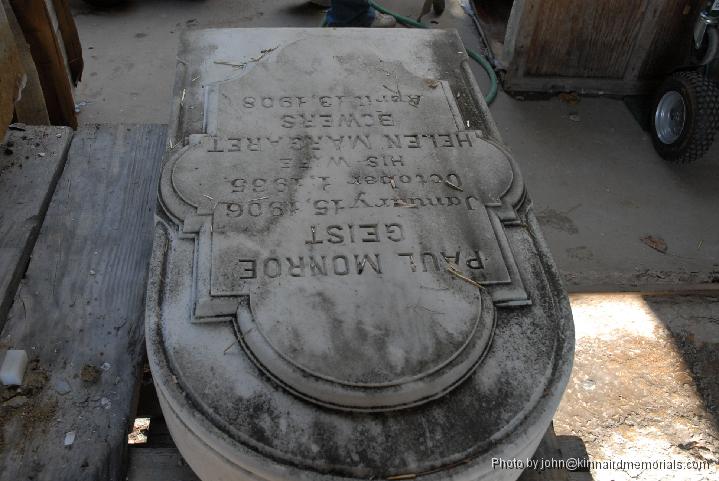 PAUL MONROE
GEIST
January 15, 1906
October 1, 1985
HIS WIFE
HELEN MARGARET
BOWERS
April 13, 1908
Photo by john@kinnairdmemorials.com